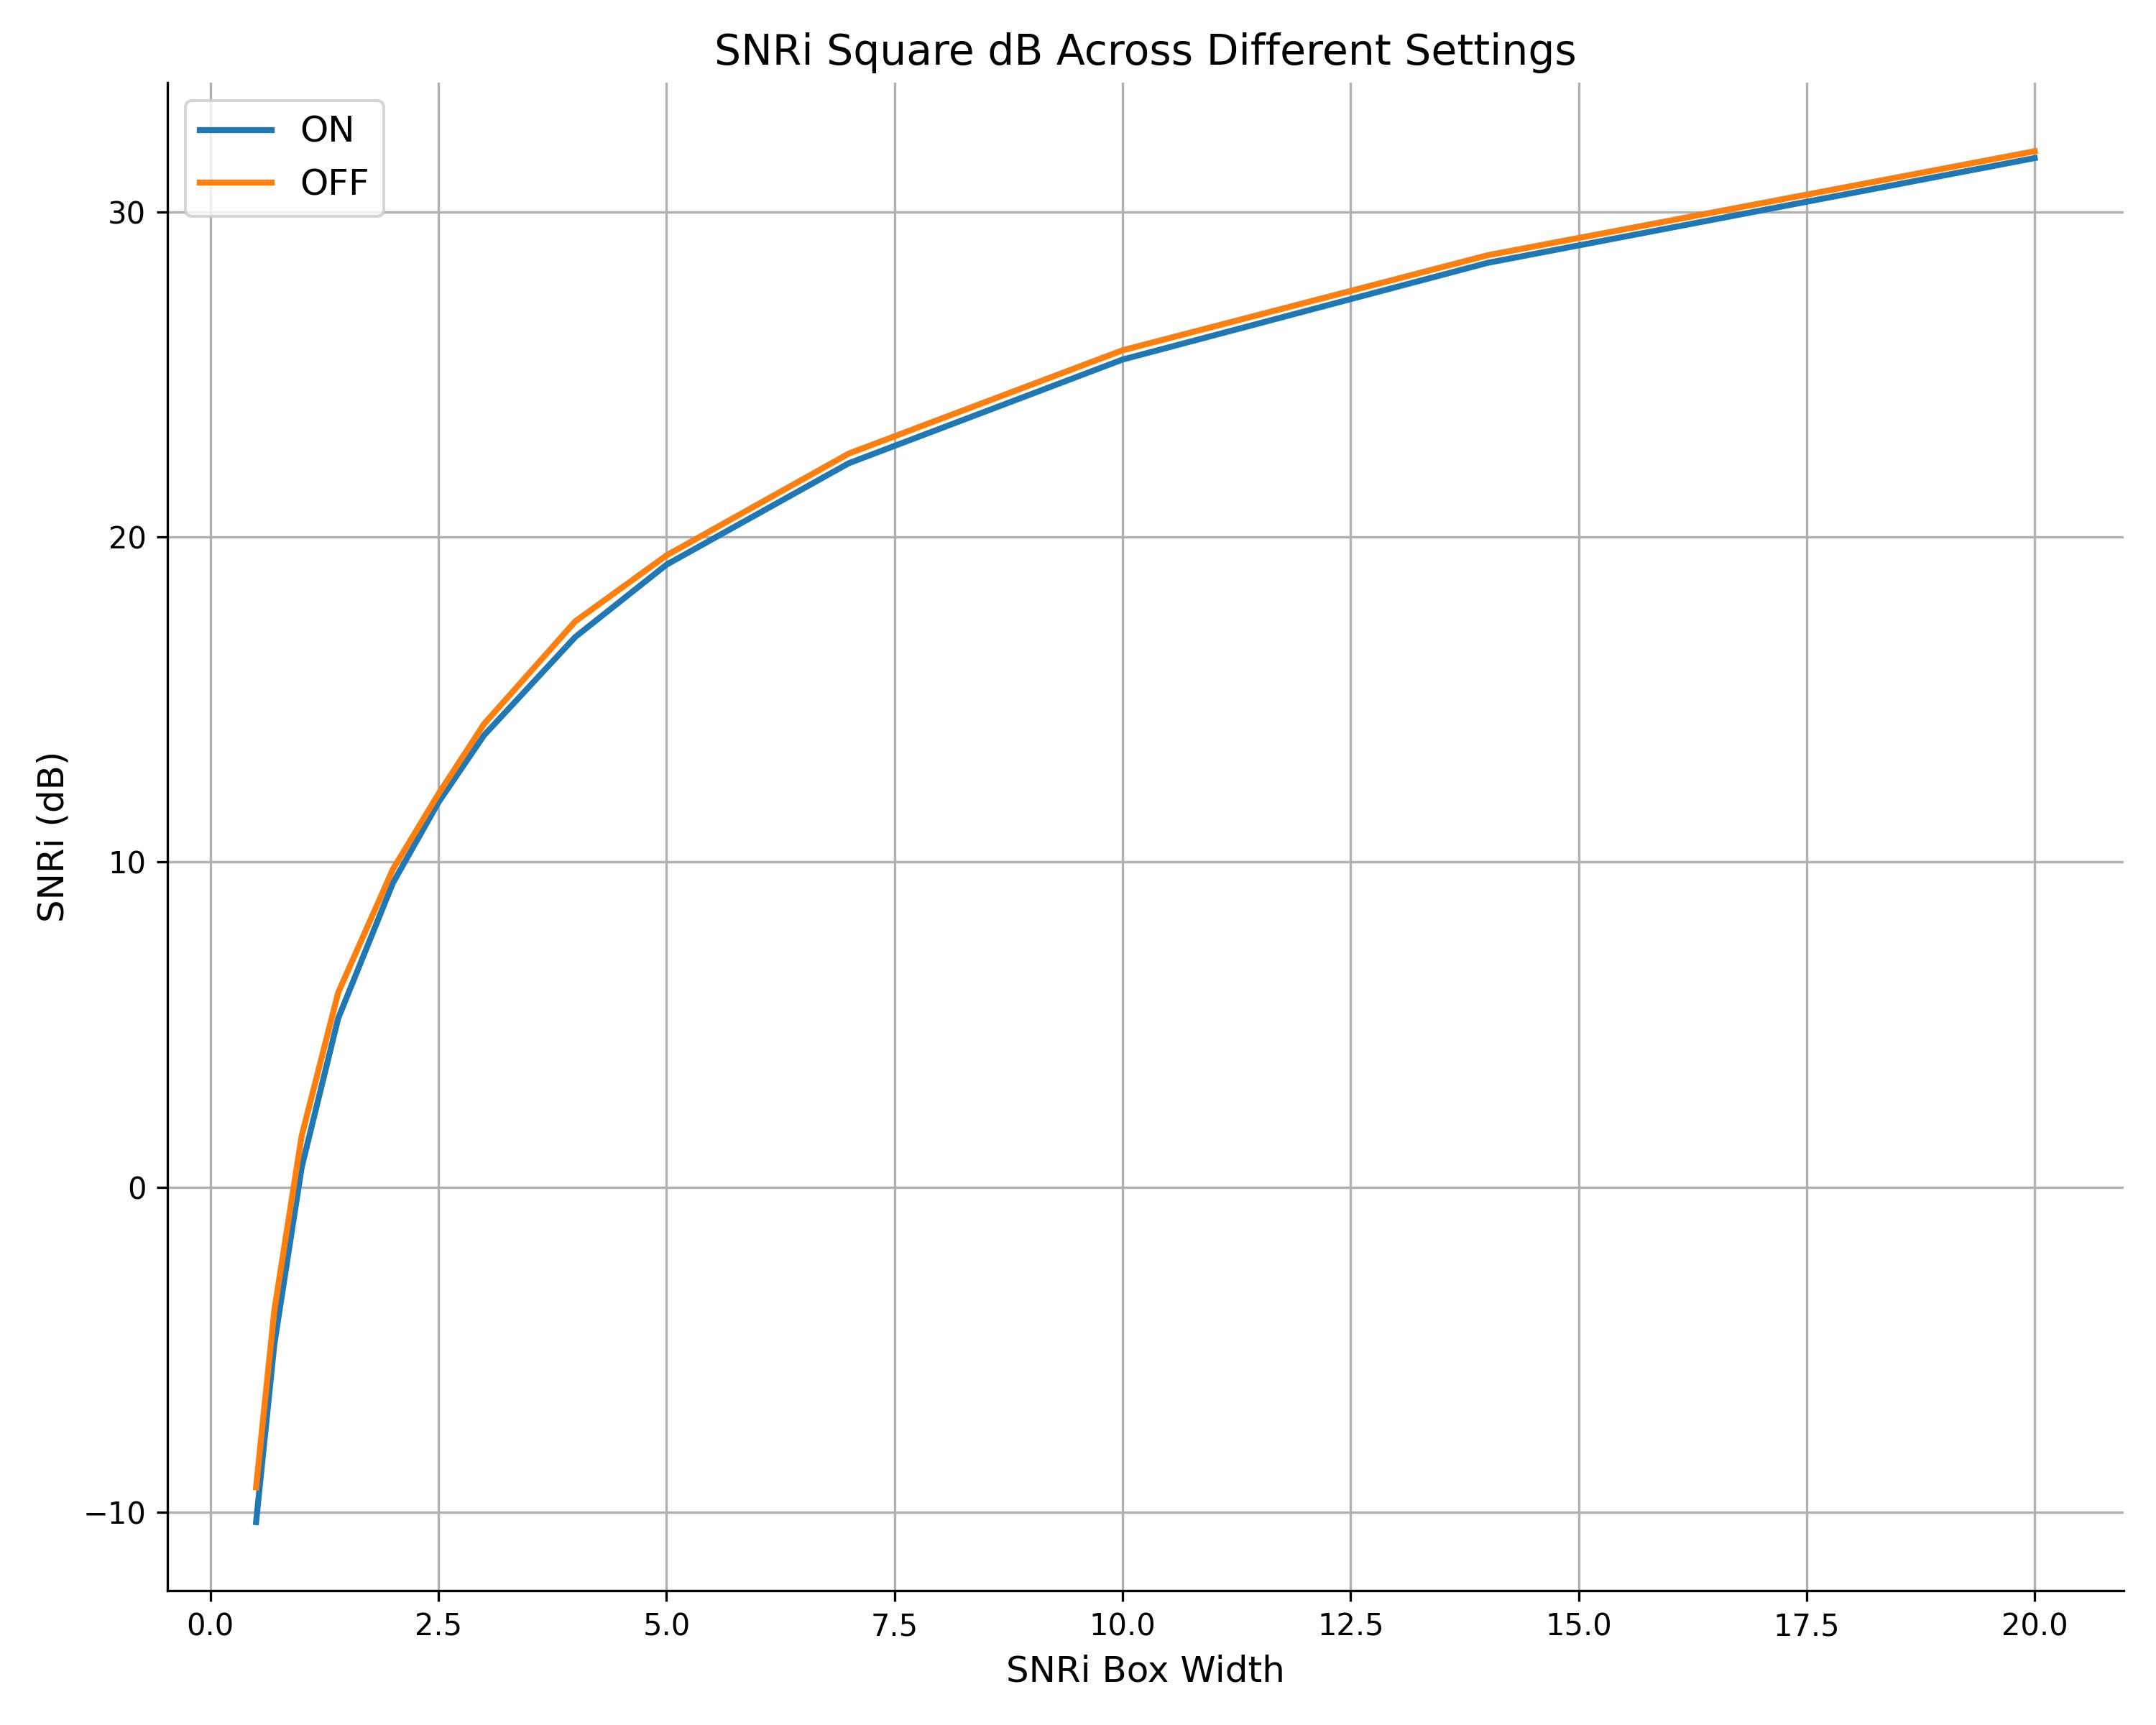 SNRi Square dB Across Different Settings
ON
OFF
30
20
10
0
−10
SNRi (dB)
0.0 2.5 5.0 7.5 10.0 12.5 15.0 17.5 20.0
SNRi Box Width